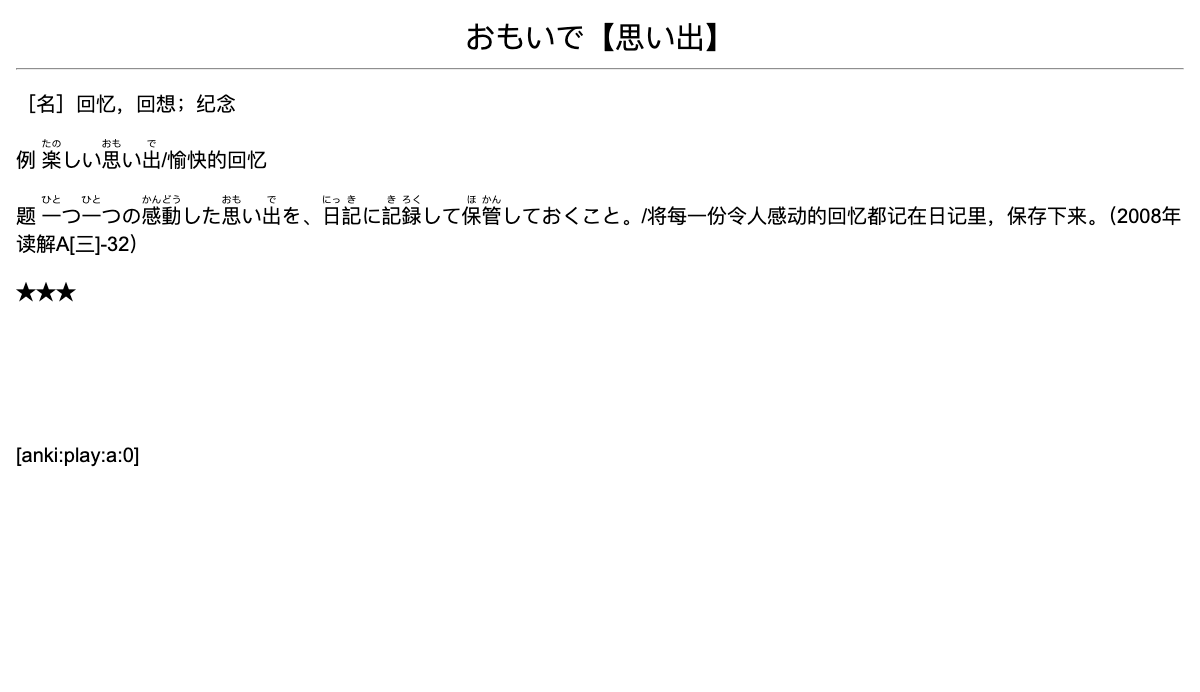 おもいで【思い出】
［名］回忆，回想；纪念
例 楽しい思い出/愉快的回忆
题 一つ一つの感動した思い出を、日記に記録して保管しておくこと。/将每一份令人感动的回忆都记在日记里，保存下来。（2008年
读解A[三]-32）
★★★
[anki:play:a:0]